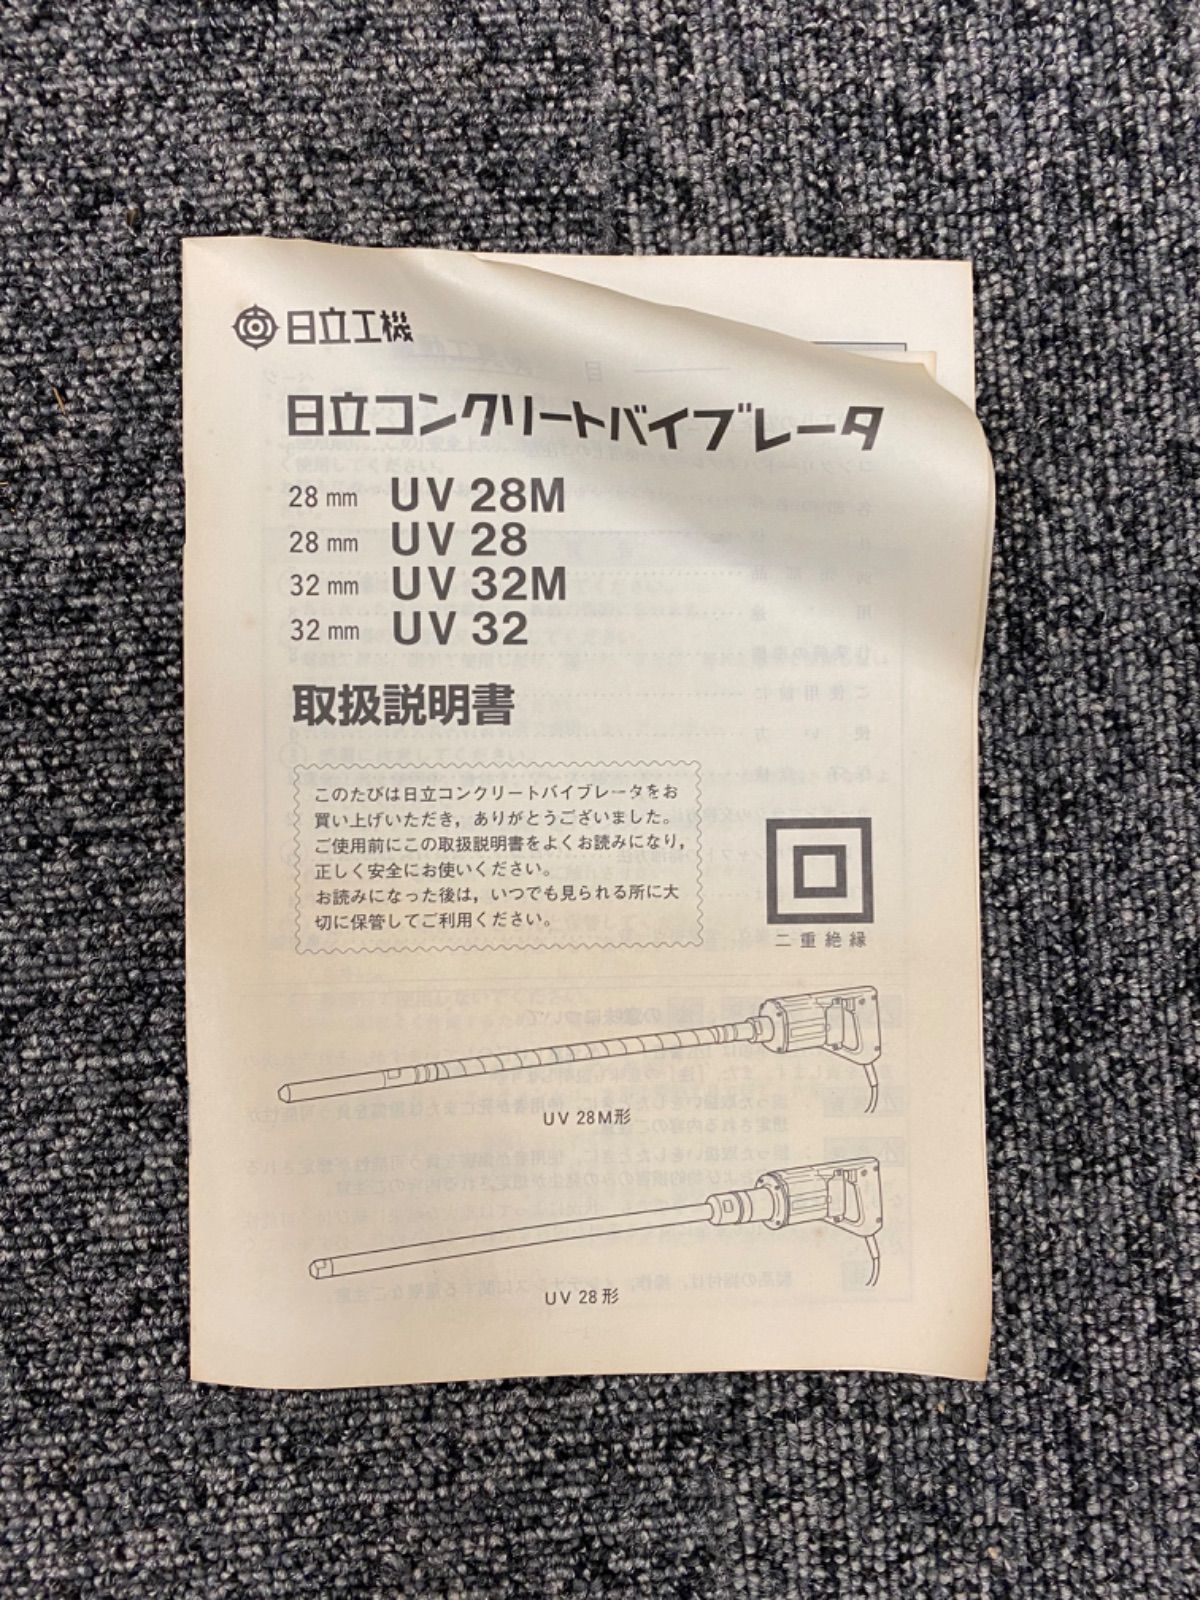 日立工機
日立コンクリートバイブレータ
28 mm UV 28M
28 mm UV 28
32 mm UV 32M
32 mm UV 32
取扱説明書
このたびは日立コンクリートバイブレータをお
買い上げいただき，ありがとうございました。
ご使用前にこの取扱説明書をよくお読みになり，
正しく安全にお使いください。
お読みになった後は，いつでも見られる所に大
切に保管してご利用ください。
二重絶縁
UV 28M形
UV 28形